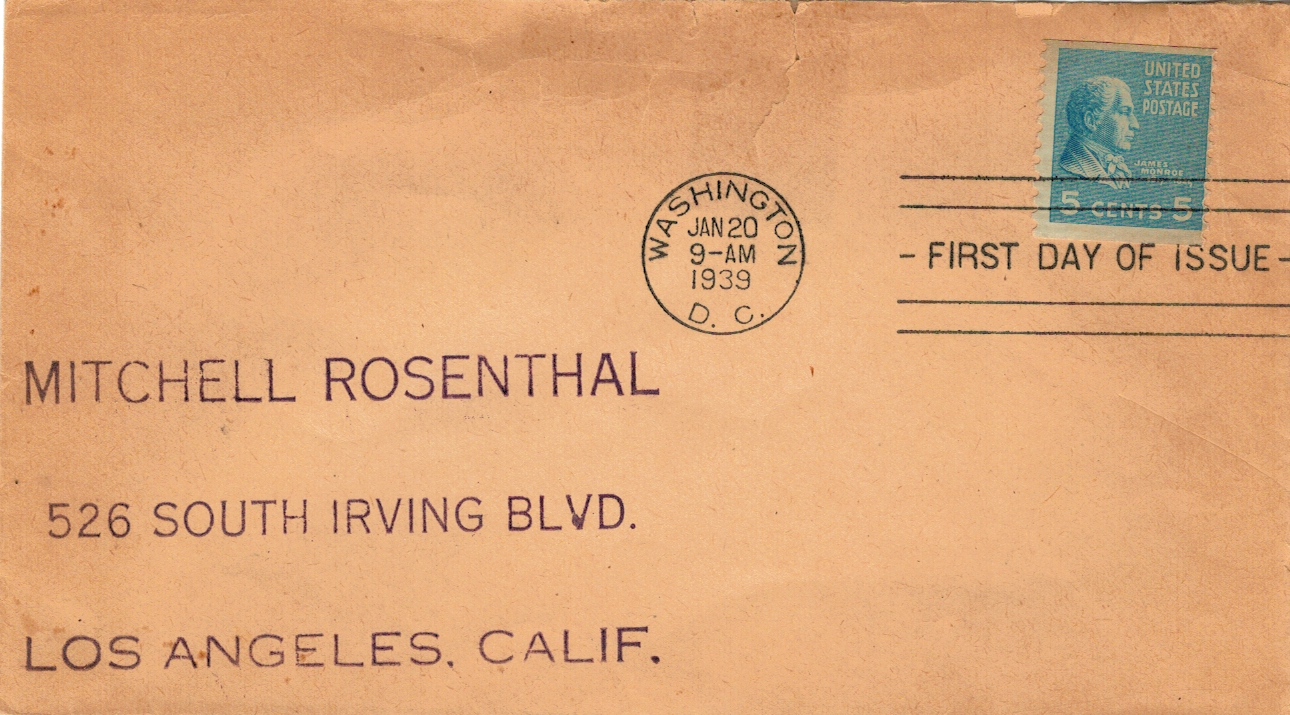 UNITED
STATES
POSTAGE
JAMES
MONROE
5 CENTS 5
WASHINGTON
JAN 20
9-AM
1939
D. C.
- FIRST DAY OF ISSUE -
MITCHELL ROSENTHAL
526 SOUTH IRVING BLVD.
LOS ANGELES, CALIF.